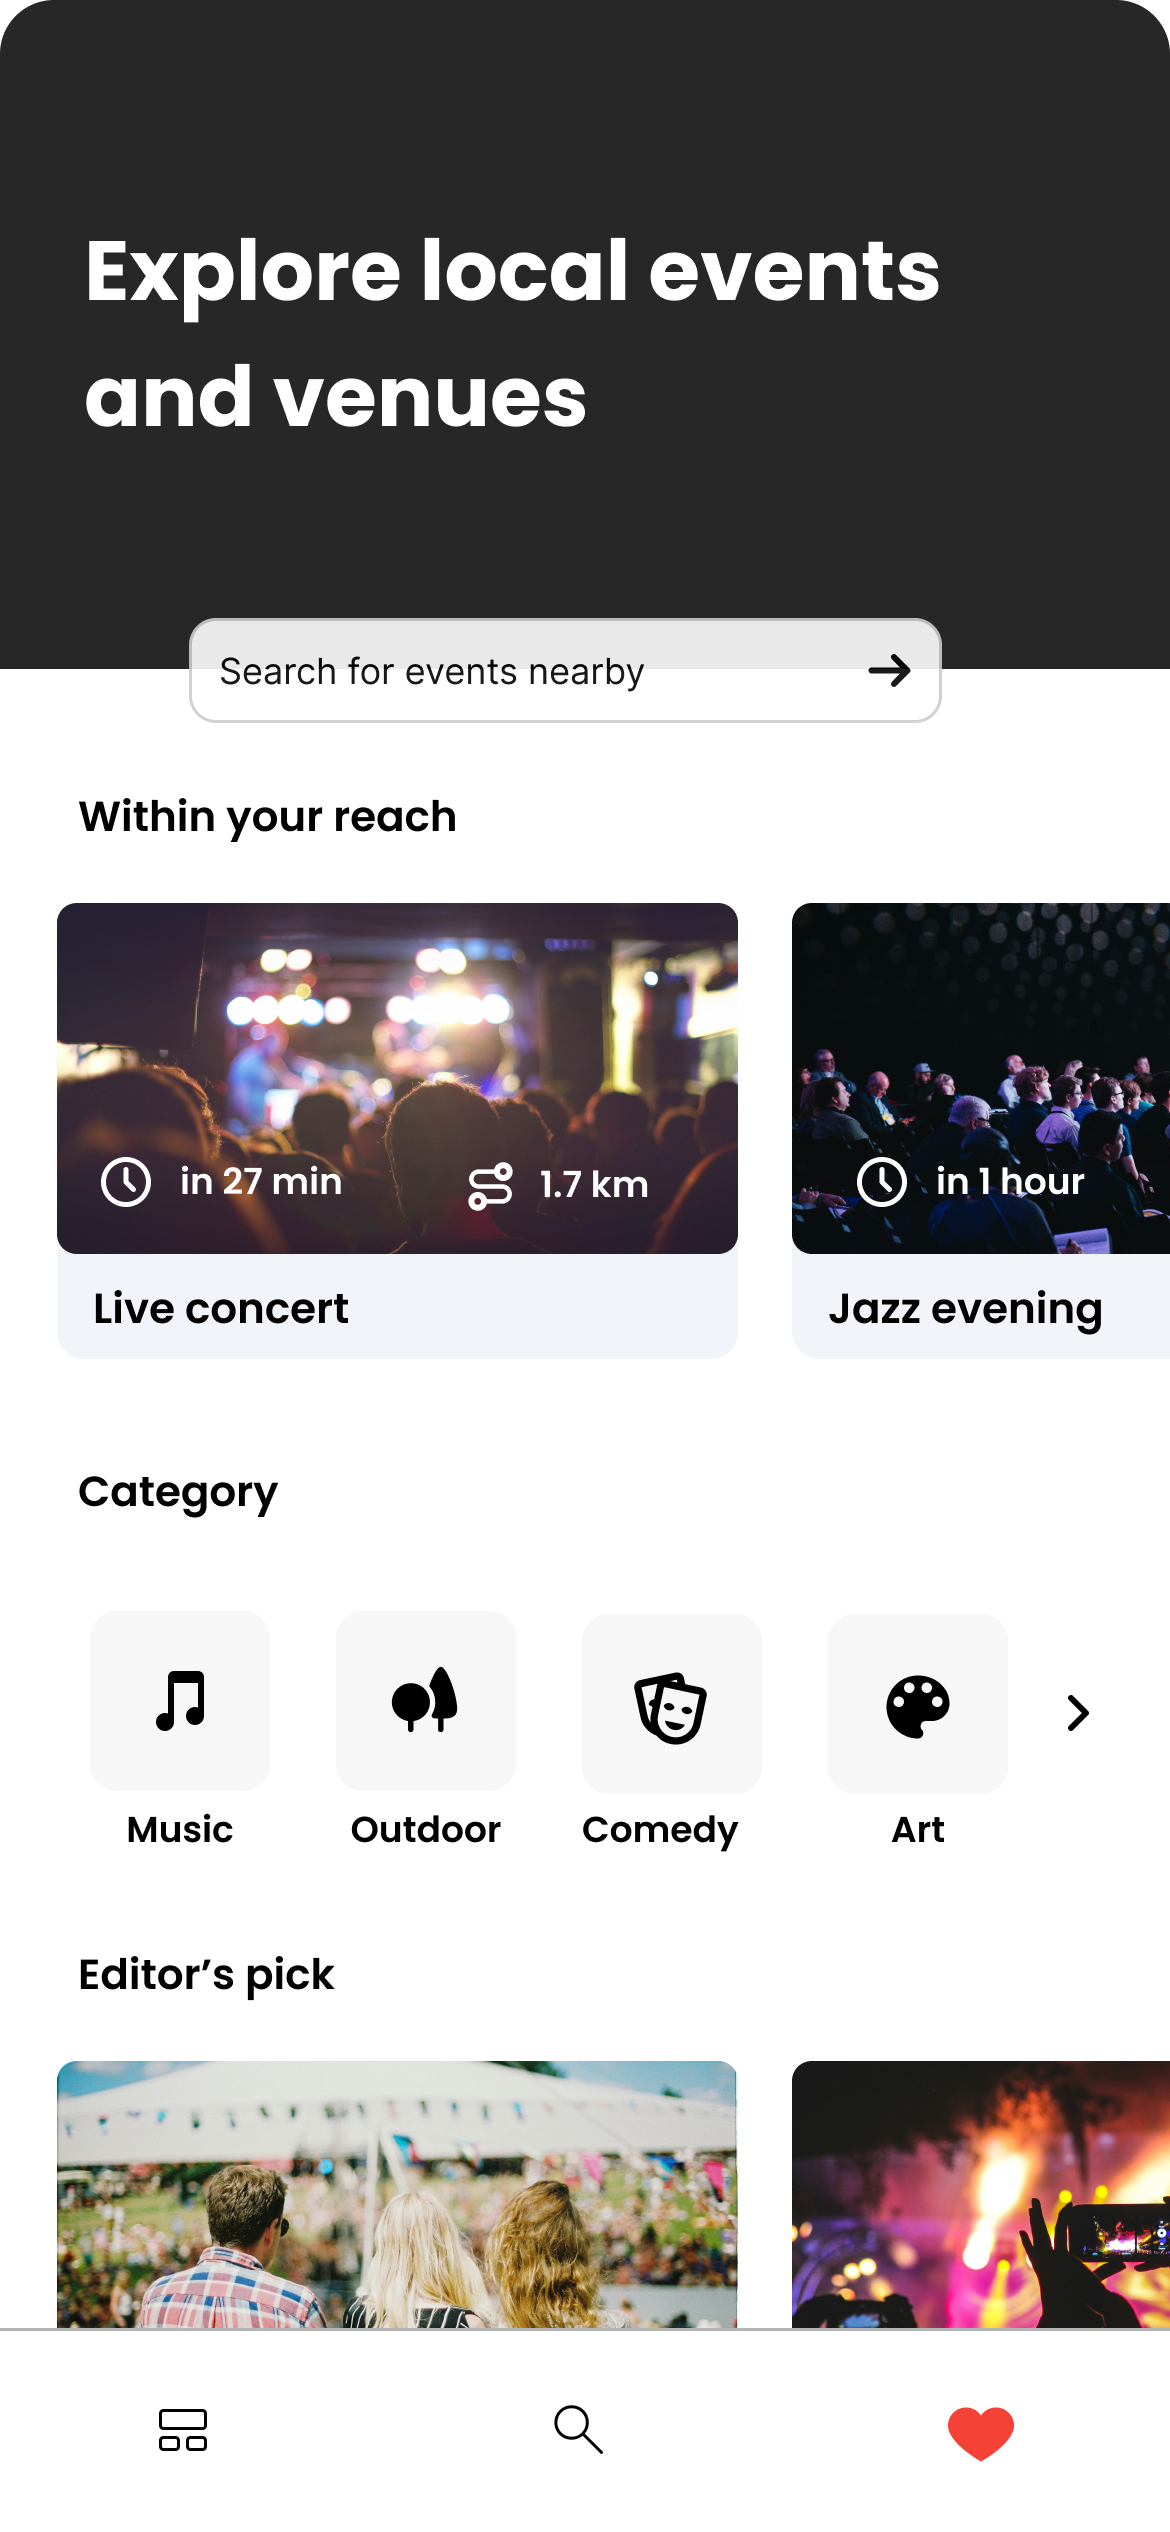 Explore local events
and venues
Search for events nearby
Within your reach
in 27 min
1.7 km
in 1 hour
Live concert
Jazz evening
Category
Music
Outdoor
Comedy
Art
Editor’s pick